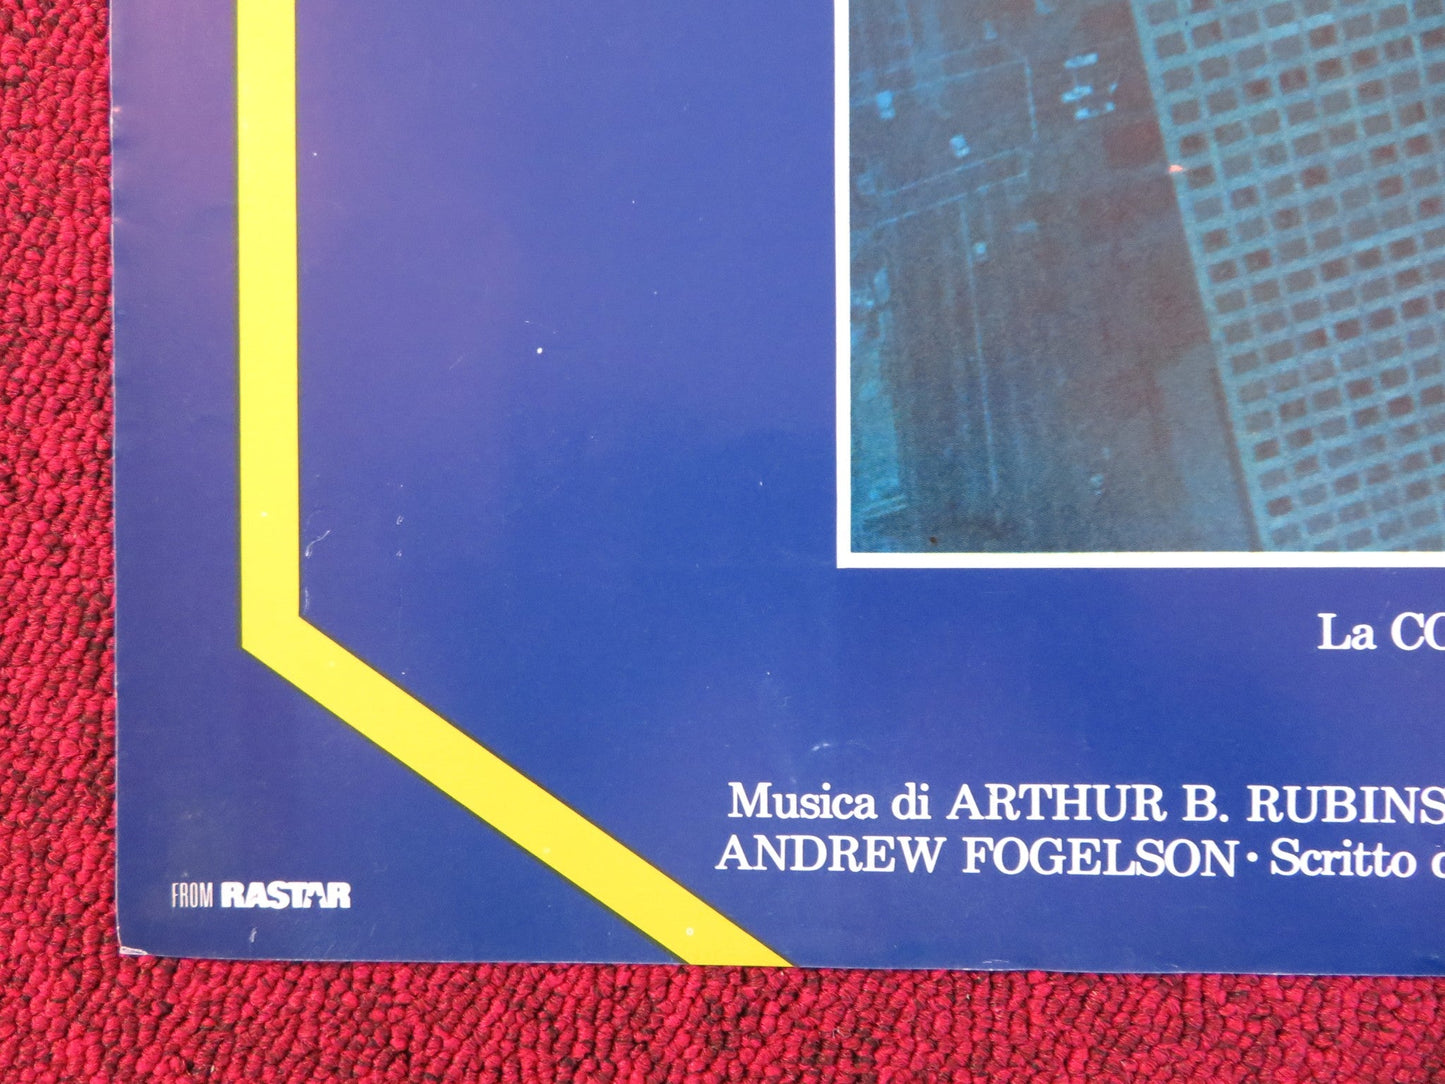 La CO
Musica di ARTHUR B. RUBINS
ANDREW FOGELSON · Scritto d
FROM RASTAR